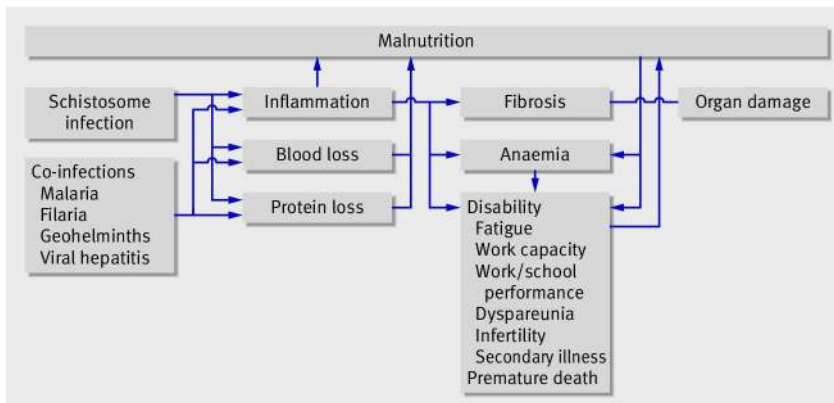 Malnutrition
Schistosome
infection
Inflammation
Fibrosis
Organ damage
Blood loss
Anaemia
Co-infections
Malaria
Filaria
Geohelminths
Viral hepatitis
Protein loss
Disability
Fatigue
Work capacity
Work/school
performance
Dyspareunia
Infertility
Secondary illness
Premature death